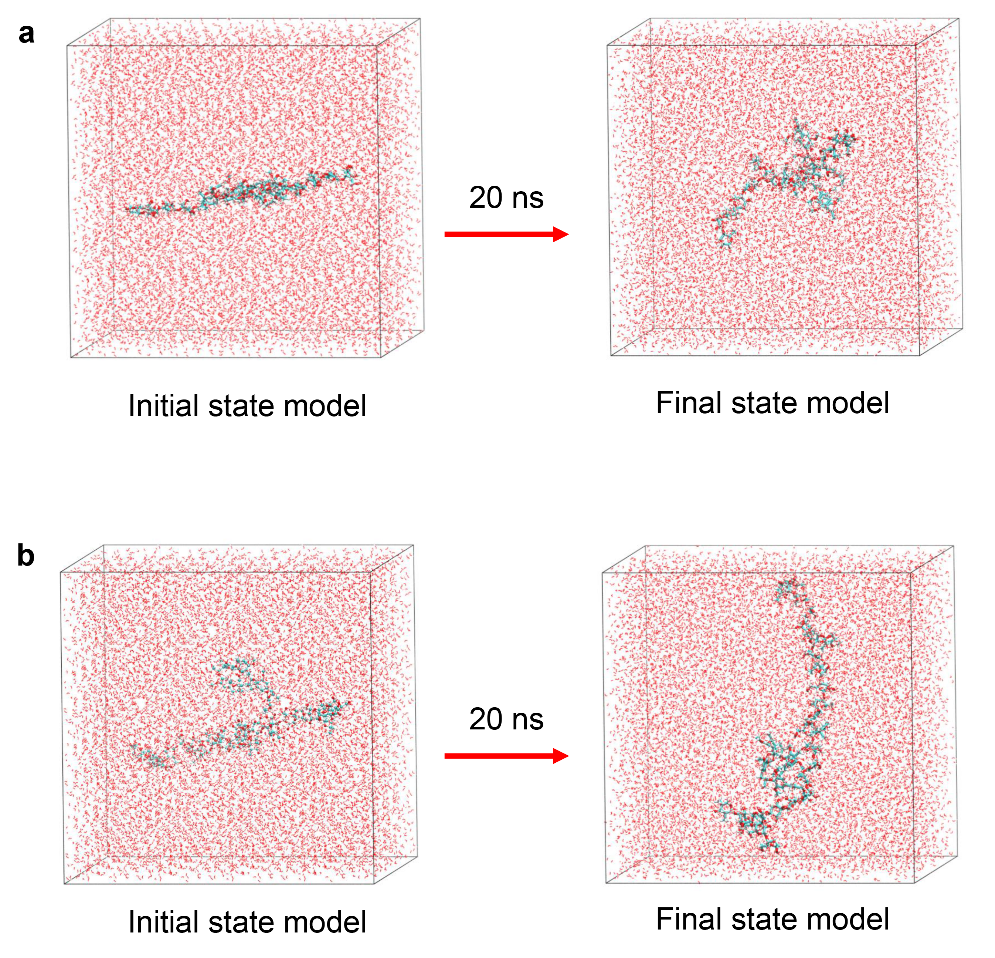 a
20 ns
Initial state model
Final state model
b
20 ns
Initial state model
Final state model